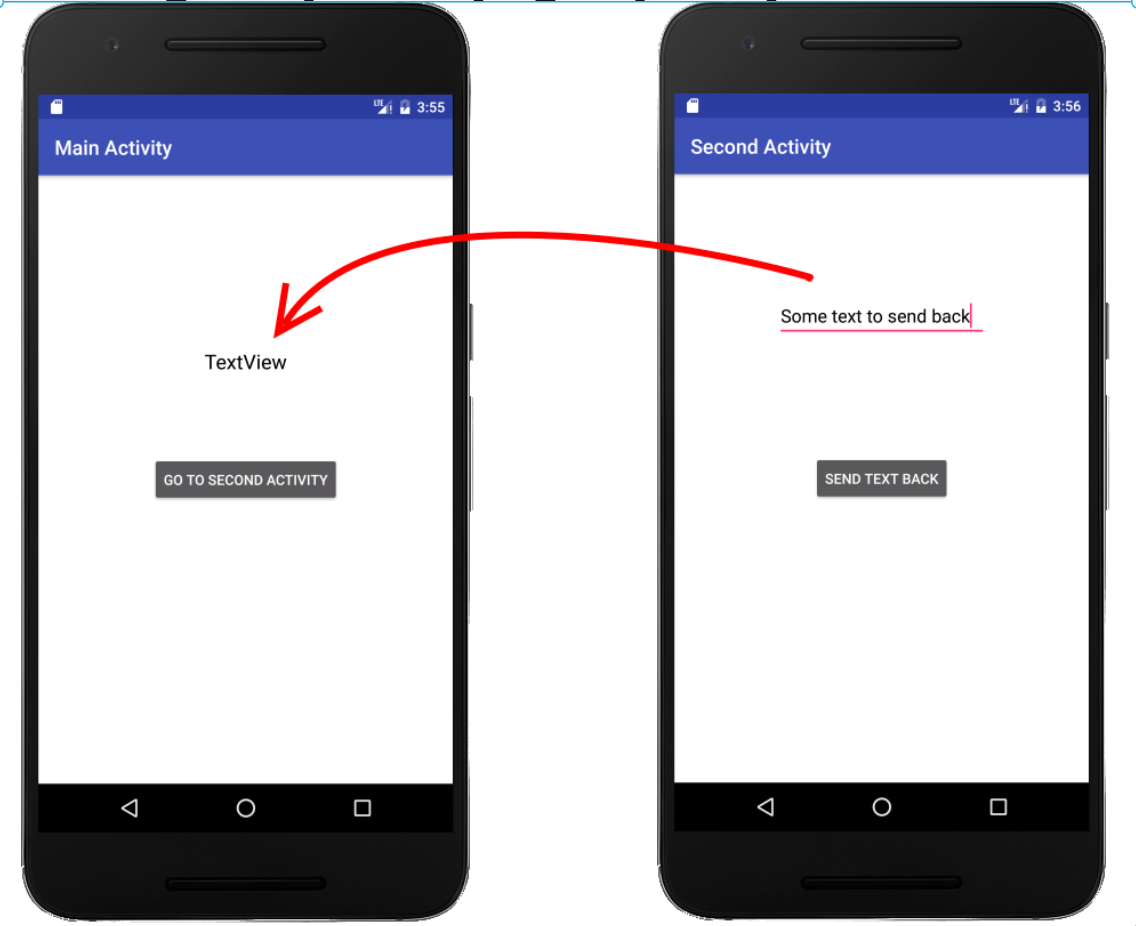 LTE 3:55
Main Activity
TextView
GO TO SECOND ACTIVITY
LTE 3:56
Second Activity
Some text to send back
SEND TEXT BACK